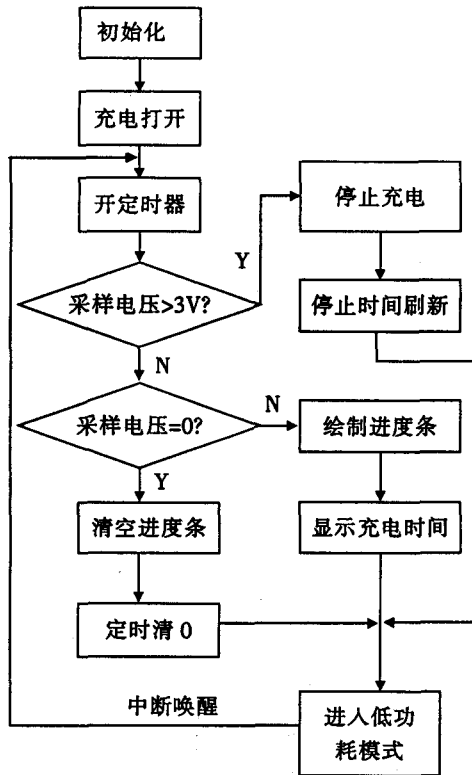 初始化
充电打开
开定时器
停止充电
Y
采样电压>3V?
停止时间刷新
N
采样电压=0?
N
绘制进度条
Y
清空进度条
显示充电时间
定时清0
中断唤醒
进入低功
耗模式